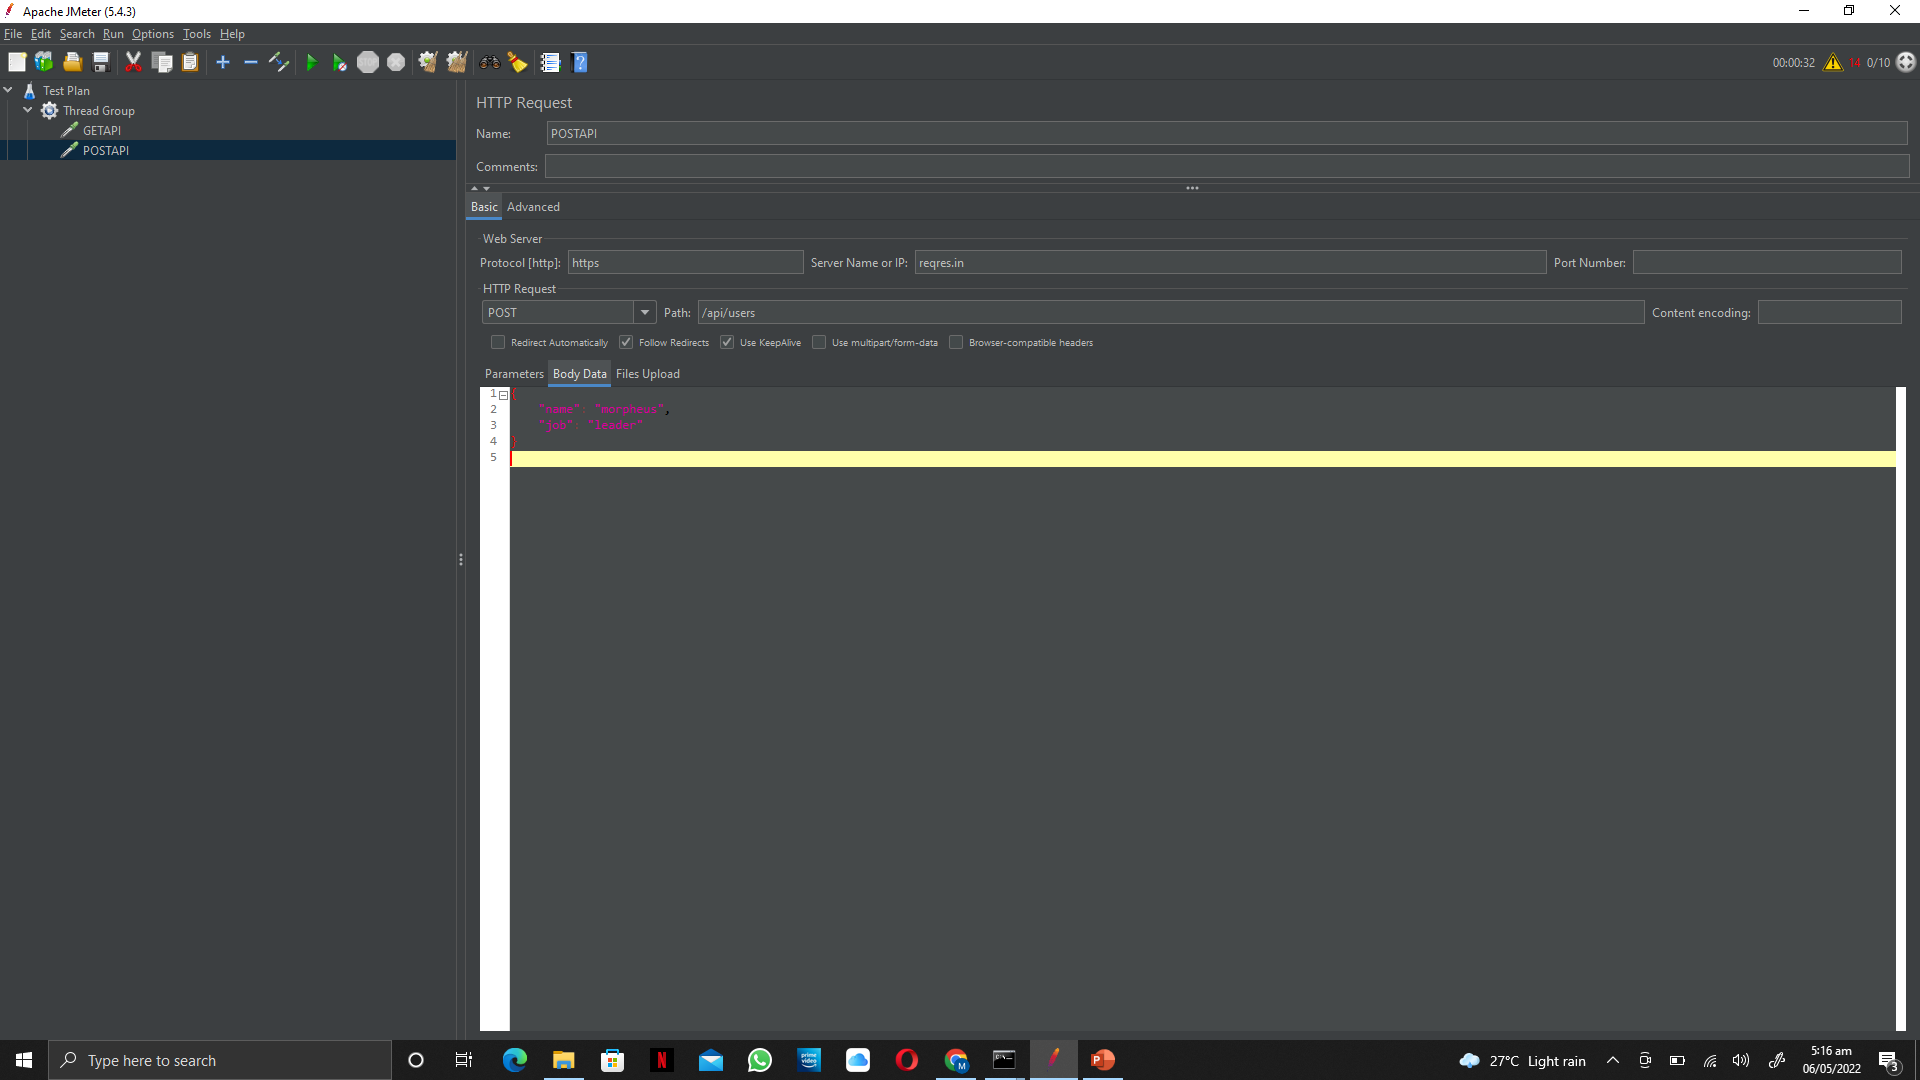 Apache JMeter (5.4.3)
File Edit Search Run Options Tools Help
00:00:32 14 0/10
Test Plan
Thread Group
GETAPI
POSTAPI
HTTP Request
Name: POSTAPI
Comments:
Basic Advanced
Web Server
Protocol [http]: https Server Name or IP: reqres.in Port Number:
HTTP Request
POST Path: /api/users Content encoding:
Redirect Automatically Follow Redirects Use KeepAlive Use multipart/form-data Browser-compatible headers
Parameters Body Data Files Upload
1 {
2 "name": "morpheus",
3 "job": "leader"
4 }
5
Type here to search
27°C Light rain
5:16 am
06/05/2022
3